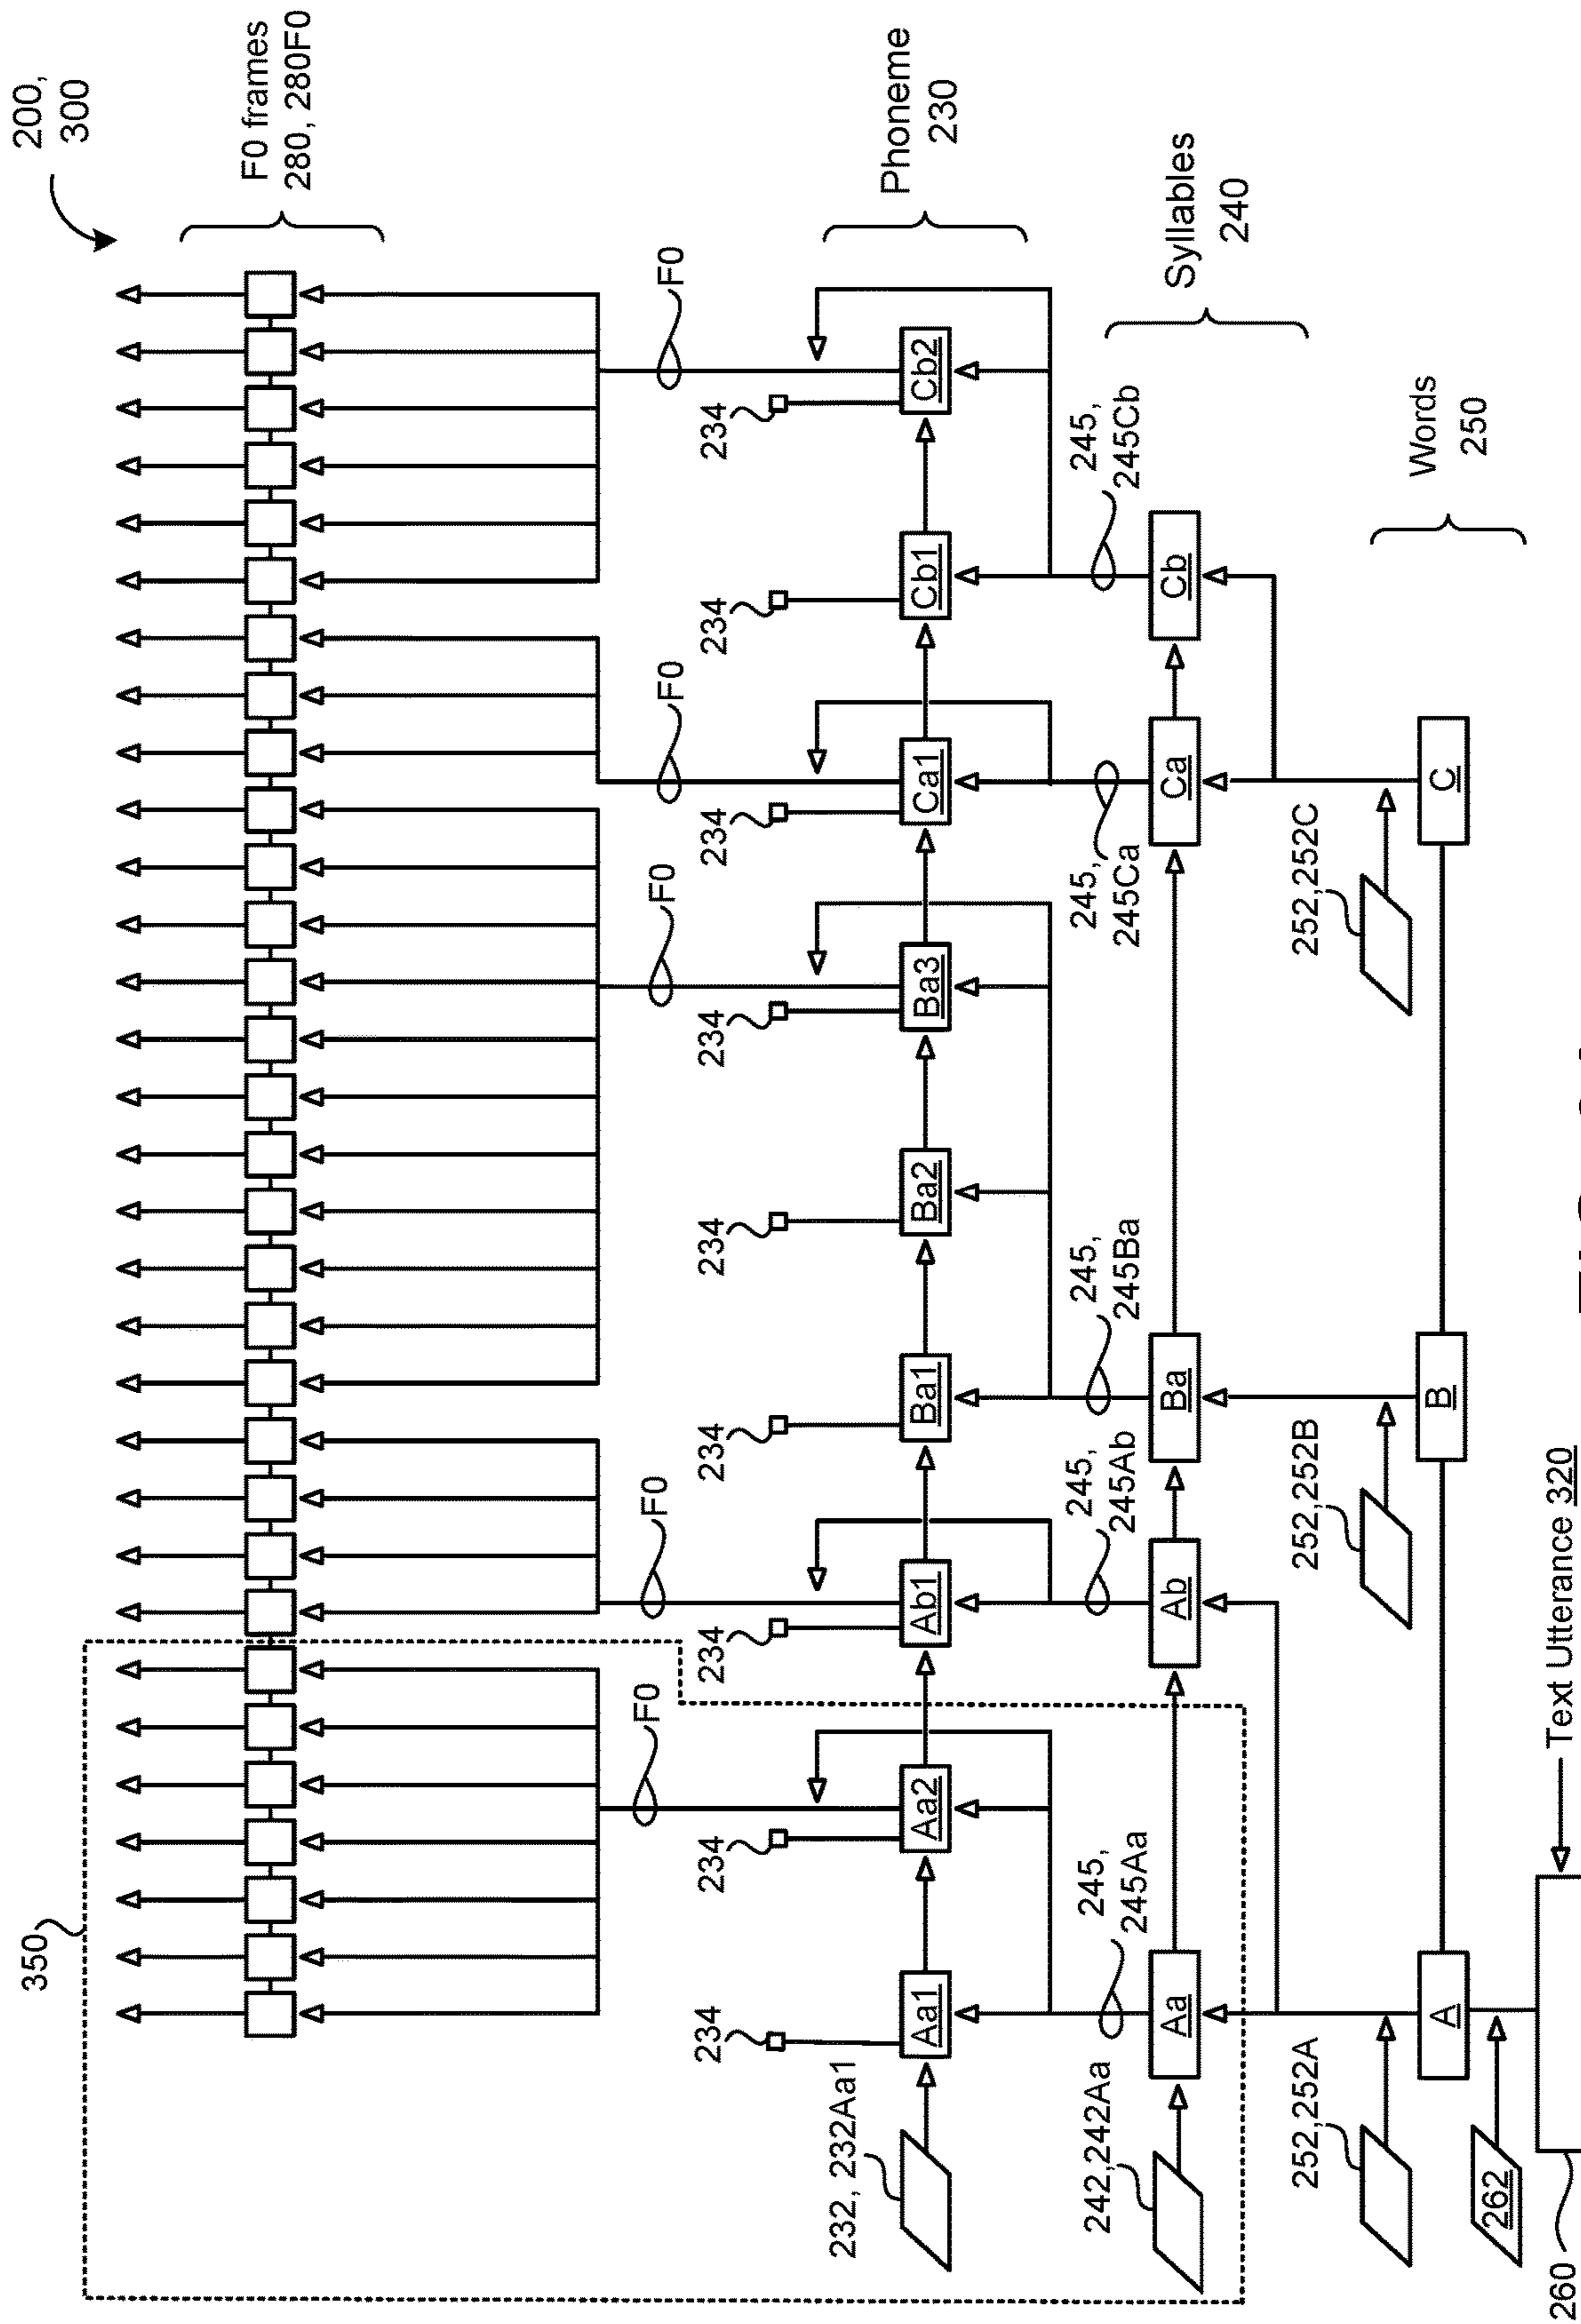 200,
300
F0 frames
280, 280F0
350
F0
F0
F0
F0
F0
Phoneme
230
234
234
234
234
234
234
234
234
234
232, 232Aa1
Aa1
Aa2
Ab1
Ba1
Ba2
Ba3
Ca1
Cb1
Cb2
Syllables
240
245,
245Aa
245,
245Ab
245,
245Ba
245,
245Ca
245,
245Cb
242,242Aa
Aa
Ab
Ba
Ca
Cb
Words
250
252,252A
252,252B
252,252C
A
B
C
262
260
Text Utterance 320